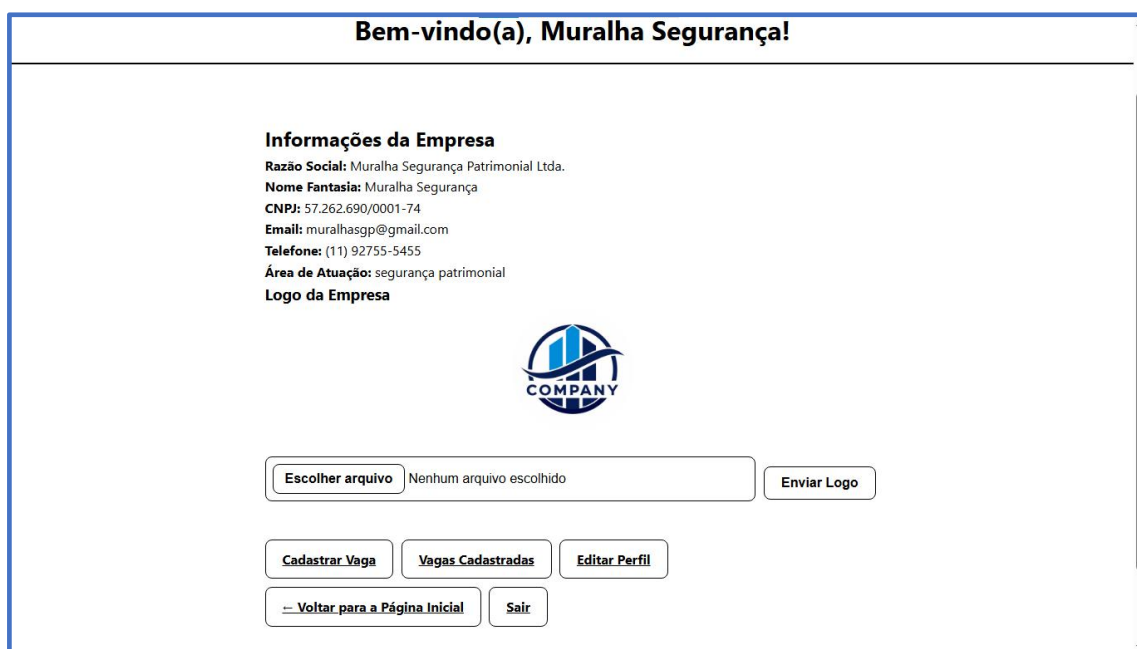 Bem-vindo(a), Muralha Segurança!
Informações da Empresa
Razão Social: Muralha Segurança Patrimonial Ltda.
Nome Fantasia: Muralha Segurança
CNPJ: 57.262.690/0001-74
Email: muralhasgp@gmail.com
Telefone: (11) 92755-5455
Área de Atuação: segurança patrimonial
Logo da Empresa
COMPANY
Escolher arquivo Nenhum arquivo escolhido Enviar Logo
Cadastrar Vaga Vagas Cadastradas Editar Perfil
← Voltar para a Página Inicial Sair